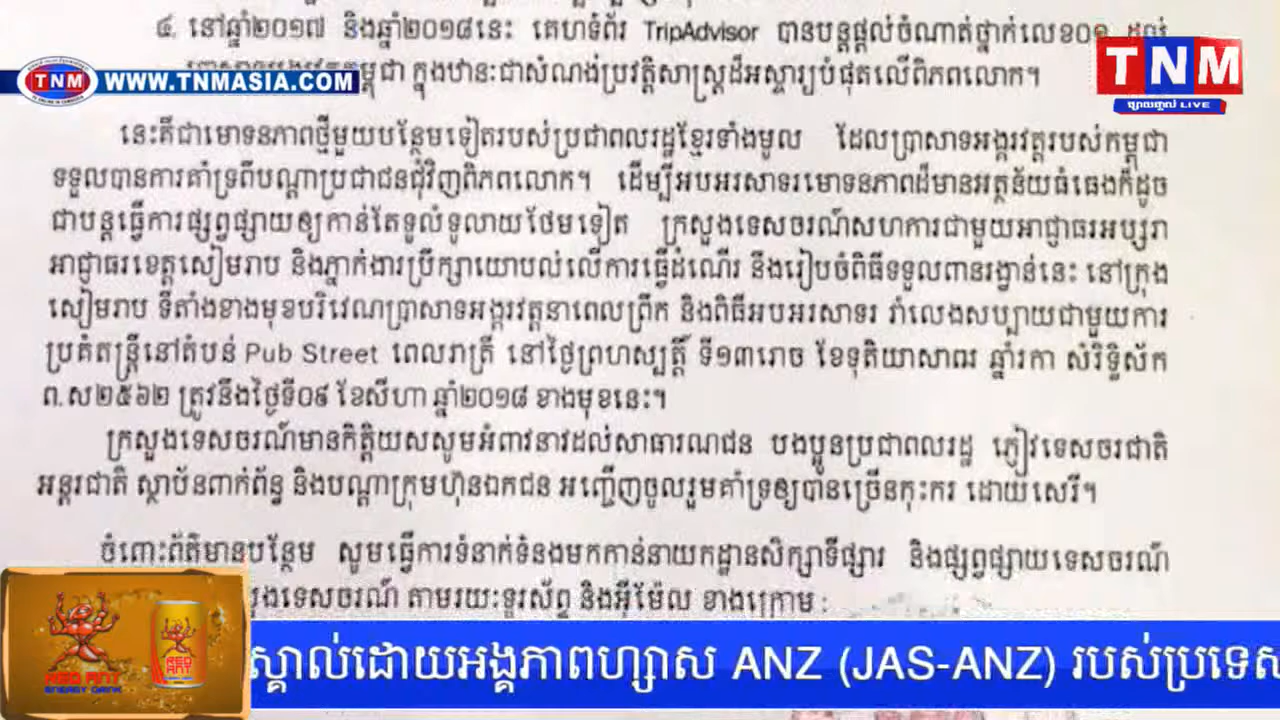 ៤. នៅឆ្នាំ២០១៧ និងឆ្នាំ២០១៨នេះ គេហទំព័រ TripAdvisor បានបន្តផ្តល់ចំណាត់ថ្នាក់លេខ០១ ដល់
ក្នុងឋានៈជាសំណង់ប្រវត្តិសាស្ត្រដ៏អស្ចារ្យបំផុតលើពិភពលោក។
TNM
WWW.TNMASIA.COM
TNM
ផ្សាយផ្ទាល់ LIVE
នេះគឺជាមោទនភាពថ្មីមួយបន្ថែមទៀតរបស់ប្រជាពលរដ្ឋខ្មែរទាំងមូល ដែលប្រាសាទអង្គរវត្តរបស់កម្ពុជា
ទទួលបានការគាំទ្រពីបណ្តាប្រជាជនជុំវិញពិភពលោក។ ដើម្បីអបអរសាទរមោទនភាពដ៏មានអត្ថន័យធំធេងក៏ដូច
ជាបន្តធ្វើការផ្សព្វផ្សាយឲ្យកាន់តែទូលំទូលាយថែមទៀត ក្រសួងទេសចរណ៍សហការជាមួយអាជ្ញាធរអប្សរា
អាជ្ញាធរខេត្តសៀមរាប និងភ្នាក់ងារប្រឹក្សាយោបល់លើការធ្វើដំណើរ នឹងរៀបចំពិធីទទួលពានរង្វាន់នេះ នៅក្រុង
សៀមរាប ទីតាំងខាងមុខបរិវេណប្រាសាទអង្គរវត្តនាពេលព្រឹក និងពិធីអបអរសាទរ រាំលេងសប្បាយជាមួយការ
ប្រគំតន្ត្រីនៅតំបន់ Pub Street ពេលរាត្រី នៅថ្ងៃព្រហស្បត្តិ៍ ទី១៣រោច ខែទុតិយាសាឍ ឆ្នាំរកា សំរឹទ្ធិស័ក
ព.ស២៥៦២ ត្រូវនឹងថ្ងៃទី០៩ ខែសីហា ឆ្នាំ២០១៨ ខាងមុខនេះ។
ក្រសួងទេសចរណ៍មានកិត្តិយសសូមអំពាវនាវដល់សាធារណជន បងប្អូនប្រជាពលរដ្ឋ ភ្ញៀវទេសចរជាតិ
អន្តរជាតិ ស្ថាប័នពាក់ព័ន្ធ និងបណ្តាក្រុមហ៊ុនឯកជន អញ្ជើញចូលរួមគាំទ្រឲ្យបានច្រើនកុះករ ដោយសេរី។
ចំពោះព័ត៌មានបន្ថែម សូមធ្វើការទំនាក់ទំនងមកកាន់នាយកដ្ឋានសិក្សាទីផ្សារ និងផ្សព្វផ្សាយទេសចរណ៍
ទេសចរណ៍ តាមរយៈទូរស័ព្ទ និងអ៊ីម៉ែល ខាងក្រោម :
RED ANT
ENERGY DRINK
RED ANT
ស្គាល់ដោយអង្គភាពហ្សាស ANZ (JAS-ANZ) របស់ប្រទេស